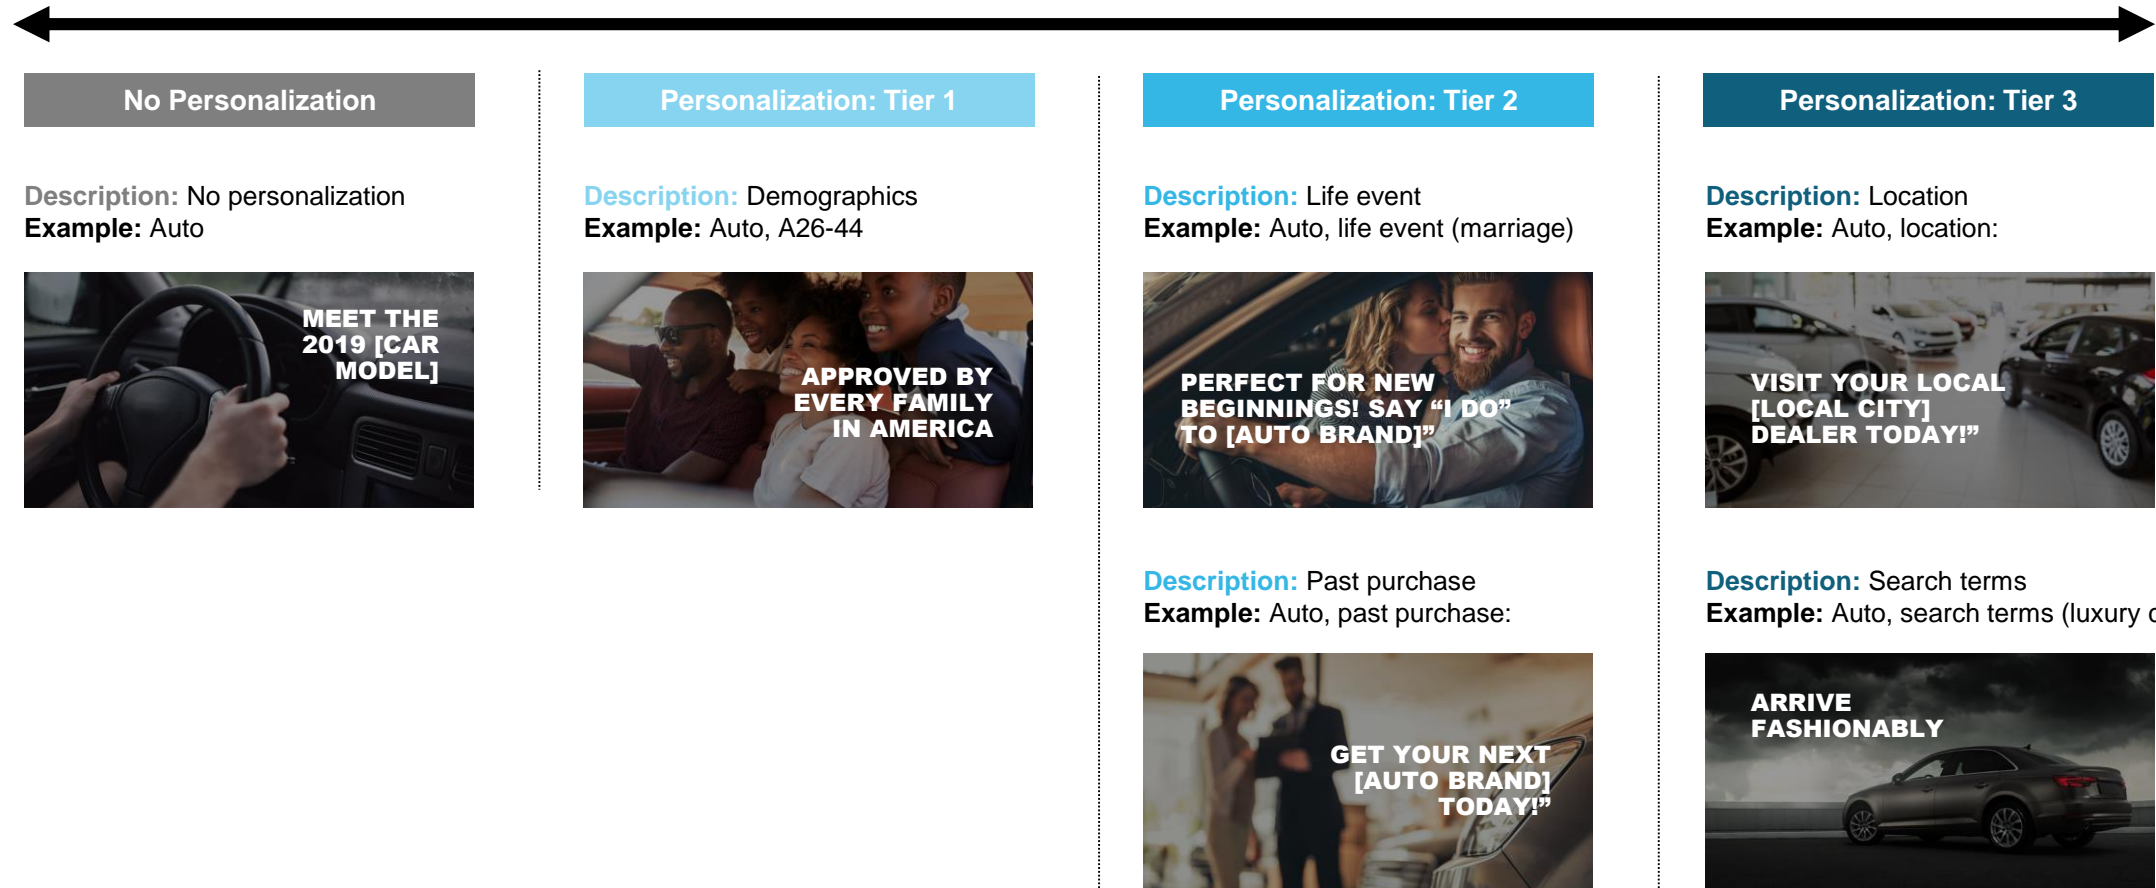 No Personalization
Description: No personalization
Example: Auto
MEET THE
2019 [CAR
MODEL]
Personalization: Tier 1
Description: Demographics
Example: Auto, A26-44
APPROVED BY
EVERY FAMILY
IN AMERICA
Personalization: Tier 2
Description: Life event
Example: Auto, life event (marriage)
PERFECT FOR NEW
BEGINNINGS! SAY “I DO”
TO [AUTO BRAND]”
Description: Past purchase
Example: Auto, past purchase:
GET YOUR NEXT
[AUTO BRAND]
TODAY!”
Personalization: Tier 3
Description: Location
Example: Auto, location:
VISIT YOUR LOCAL
[LOCAL CITY]
DEALER TODAY!”
Description: Search terms
Example: Auto, search terms (luxury
ARRIVE
FASHIONABLY